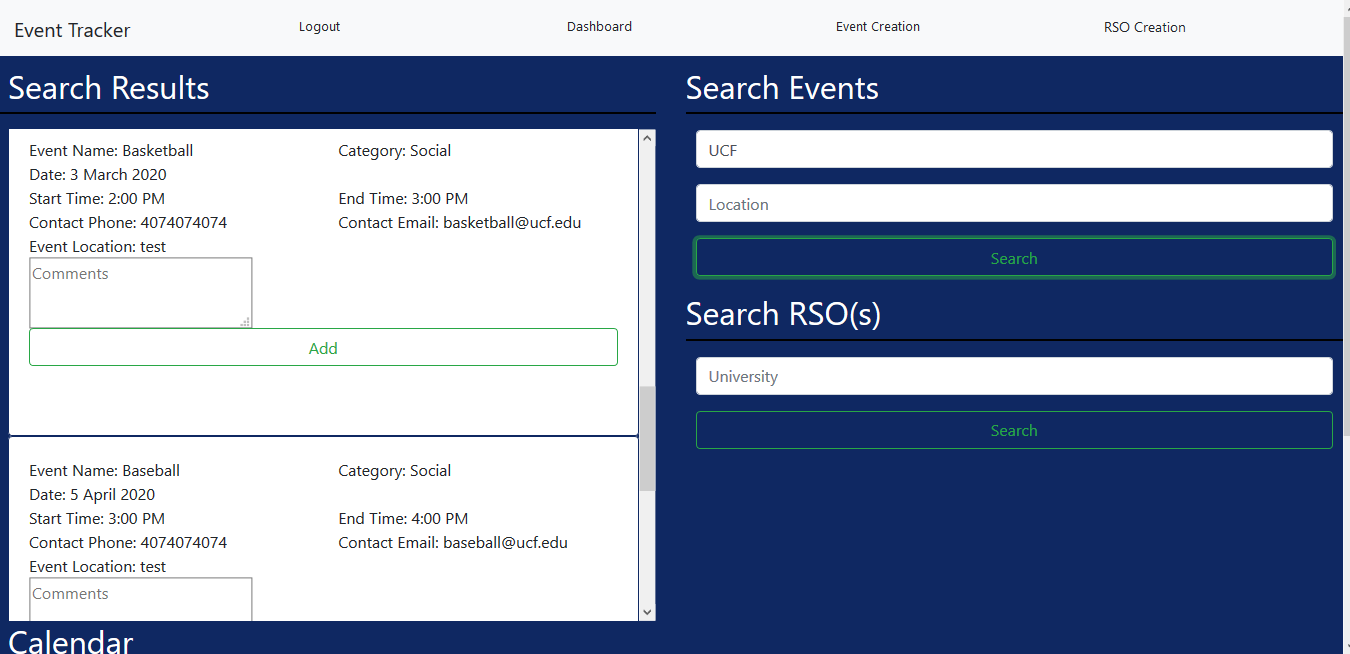 Event Tracker Logout Dashboard Event Creation RSO Creation
Search Results
Event Name: Basketball Category: Social
Date: 3 March 2020
Start Time: 2:00 PM End Time: 3:00 PM
Contact Phone: 4074074074 Contact Email: basketball@ucf.edu
Event Location: test
Comments
Add
Event Name: Baseball Category: Social
Date: 5 April 2020
Start Time: 3:00 PM End Time: 4:00 PM
Contact Phone: 4074074074 Contact Email: baseball@ucf.edu
Event Location: test
Comments
Search Events
UCF
Location
Search
Search RSO(s)
University
Search
Calendar